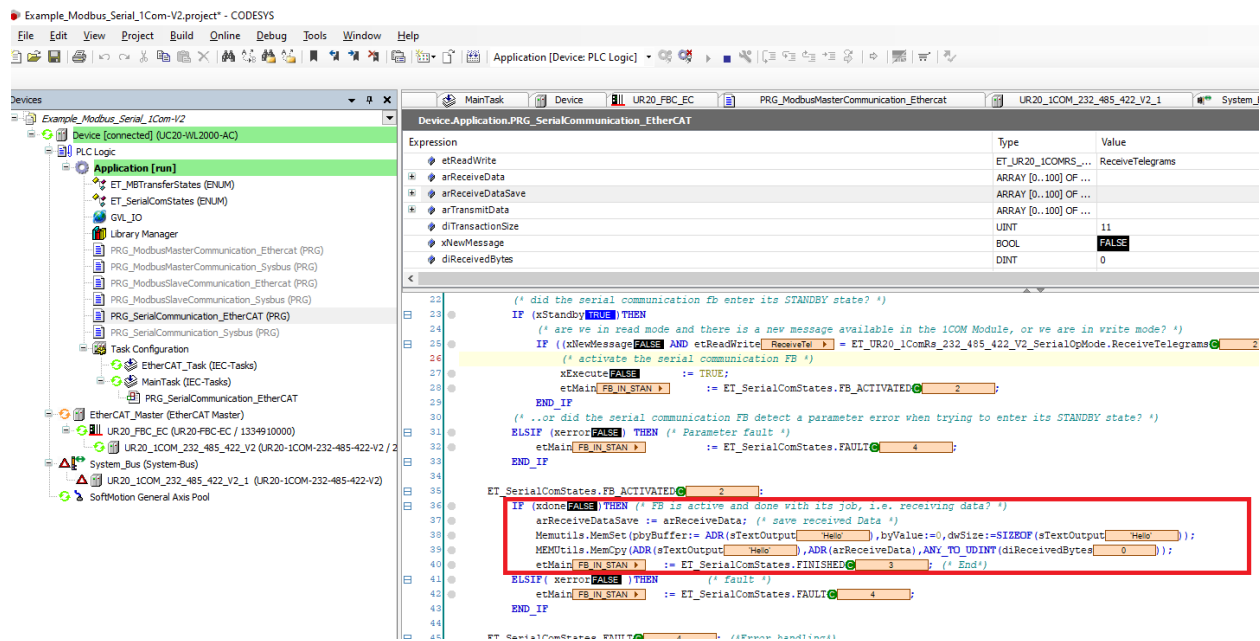 Example_Modbus_Serial_1Com-V2.project* - CODESYS
File Edit View Project Build Online Debug Tools Window Help
Application [Device: PLC Logic]
Devices
MainTask Device UR20_FBC_EC PRG_ModbusMasterCommunication_Ethercat UR20_1COM_232_485_422_V2_1 System_
Example_Modbus_Serial_1Com-V2
Device [connected] (UC20-WL2000-AC)
PLC Logic
Application [run]
ET_MBTransferStates (ENUM)
ET_SerialComStates (ENUM)
GVL_IO
Library Manager
PRG_ModbusMasterCommunication_Ethercat (PRG)
PRG_ModbusMasterCommunication_Sysbus (PRG)
PRG_ModbusSlaveCommunication_Ethercat (PRG)
PRG_ModbusSlaveCommunication_Sysbus (PRG)
PRG_SerialCommunication_EtherCAT (PRG)
PRG_SerialCommunication_Sysbus (PRG)
Task Configuration
EtherCAT_Task (IEC-Tasks)
MainTask (IEC-Tasks)
PRG_SerialCommunication_EtherCAT
EtherCAT_Master (EtherCAT Master)
UR20_FBC_EC (UR20-FBC-EC / 1334910000)
UR20_1COM_232_485_422_V2 (UR20-1COM-232-485-422-V2 / 2
System_Bus (System-Bus)
UR20_1COM_232_485_422_V2_1 (UR20-1COM-232-485-422-V2)
SoftMotion General Axis Pool
Device.Application.PRG_SerialCommunication_EtherCAT
Expression Type Value
etReadWrite ET_UR20_1COMRS_... ReceiveTelegrams
arReceiveData ARRAY [0..100] OF ...
arReceiveDataSave ARRAY [0..100] OF ...
arTransmitData ARRAY [0..100] OF ...
diTransactionSize UINT 11
xNewMessage BOOL FALSE
diReceivedBytes DINT 0
22 (* did the serial communication fb enter its STANDBY state? *)
23 IF (xStandby TRUE )THEN
24 (* are we in read mode and there is a new message available in the 1COM Module, or we are in write mode? *)
25 IF ((xNewMessage FALSE AND etReadWrite ReceiveTel = ET_UR20_1ComRs_232_485_422_V2_SerialOpMode.ReceiveTelegrams C 2
26 (* activate the serial communication FB *)
27 xExecute FALSE := TRUE;
28 etMain FB_IN_STAN := ET_SerialComStates.FB_ACTIVATED C 2 ;
29 END_IF
30 (* ..or did the serial communication FB detect a parameter error when trying to enter its STANDBY state? *)
31 ELSIF (xerror FALSE ) THEN (* Parameter fault *)
32 etMain FB_IN_STAN := ET_SerialComStates.FAULT C 4 ;
33 END_IF
34
35 ET_SerialComStates.FB_ACTIVATED C 2 :
36 IF (xdone FALSE )THEN (* FB is active and done with its job, i.e. receiving data? *)
37 arReceiveDataSave := arReceiveData; (* save received Data *)
38 Memutils.MemSet(pbyBuffer:= ADR(sTextOutput 'Hello' ),byValue:=0,dwSize:=SIZEOF(sTextOutput 'Hello' ));
39 MEMUtils.MemCpy(ADR(sTextOutput 'Hello' ),ADR(arReceiveData),ANY_TO_UDINT(diReceivedBytes 0 ));
40 etMain FB_IN_STAN := ET_SerialComStates.FINISHED C 3 ; (* End*)
41 ELSIF( xerror FALSE )THEN (* fault *)
42 etMain FB_IN_STAN := ET_SerialComStates.FAULT C 4 ;
43 END_IF
44
45 ET_SerialComStates.FAULT C 4 : (*Error handling*)